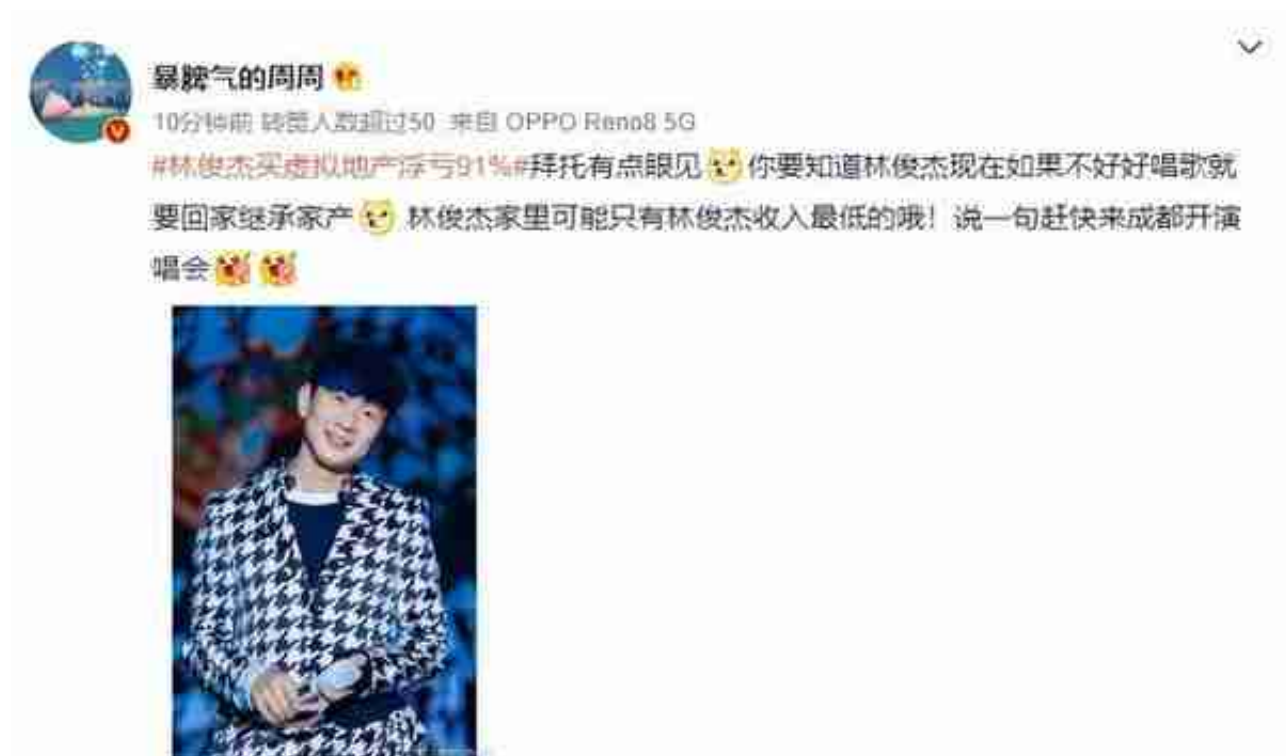 暴脾气的周周
10分钟前 转赞人数超过50 来自 OPPO Reno8 5G
#林俊杰买虚拟地产浮亏91%#拜托有点眼见 你要知道林俊杰现在如果不好好唱歌就
要回家继承家产 林俊杰家里可能只有林俊杰收入最低的哦！说一句赶快来成都开演
唱会